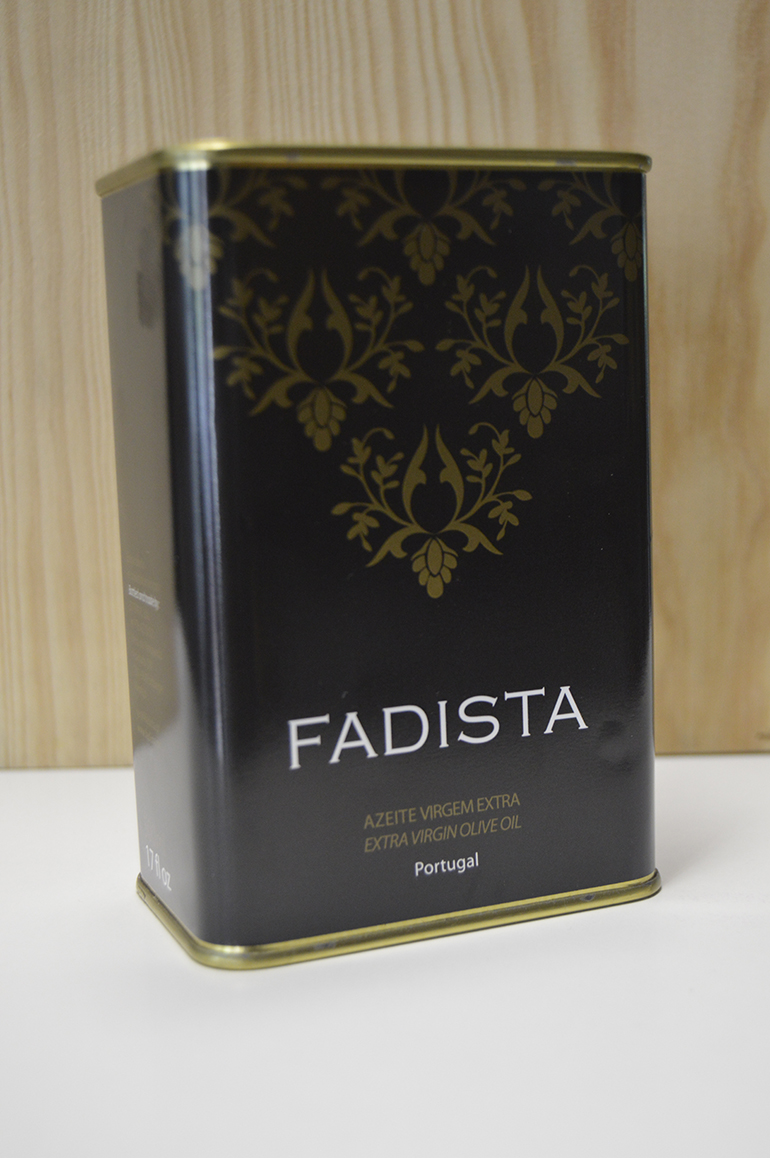 FADISTA
AZEITE VIRGEM EXTRA
EXTRA VIRGIN OLIVE OIL
Portugal
17 fl oz